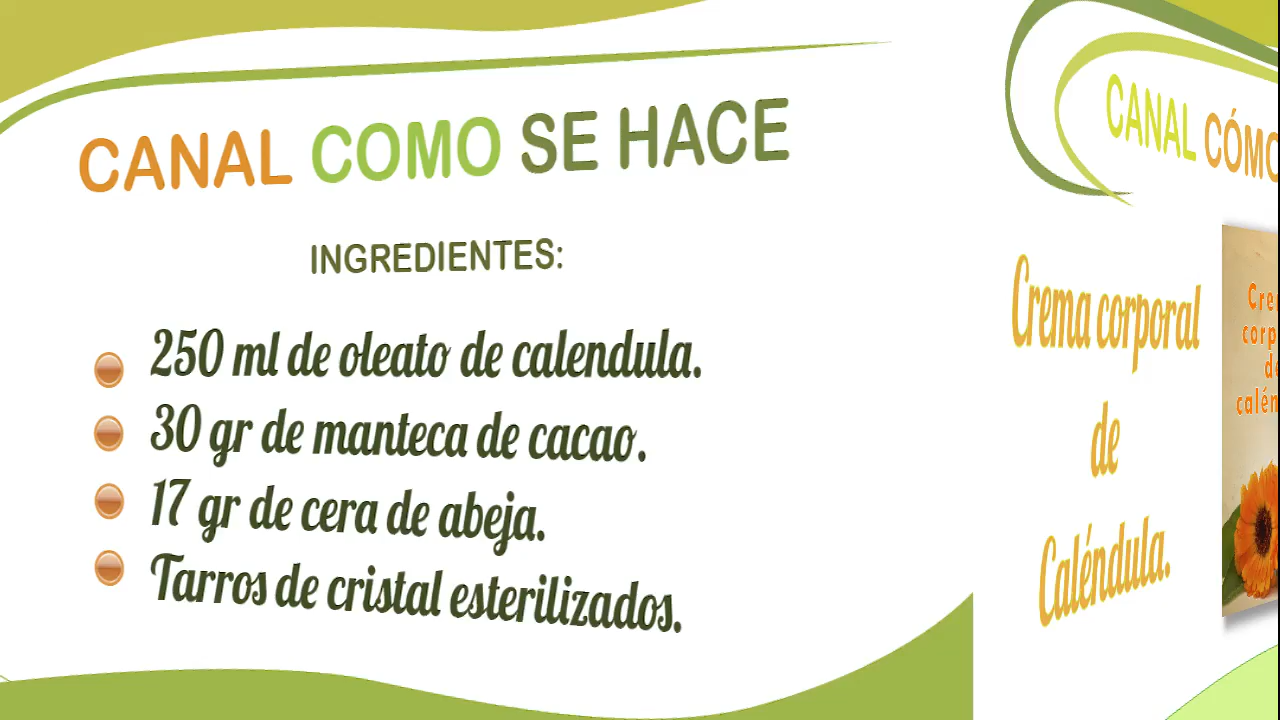 CANAL COMO SE HACE
INGREDIENTES:
250 ml de oleato de calendula.
30 gr de manteca de cacao.
17 gr de cera de abeja.
Tarros de cristal esterilizados.
CANAL CÓMO
Crema corporal
de
Caléndula.